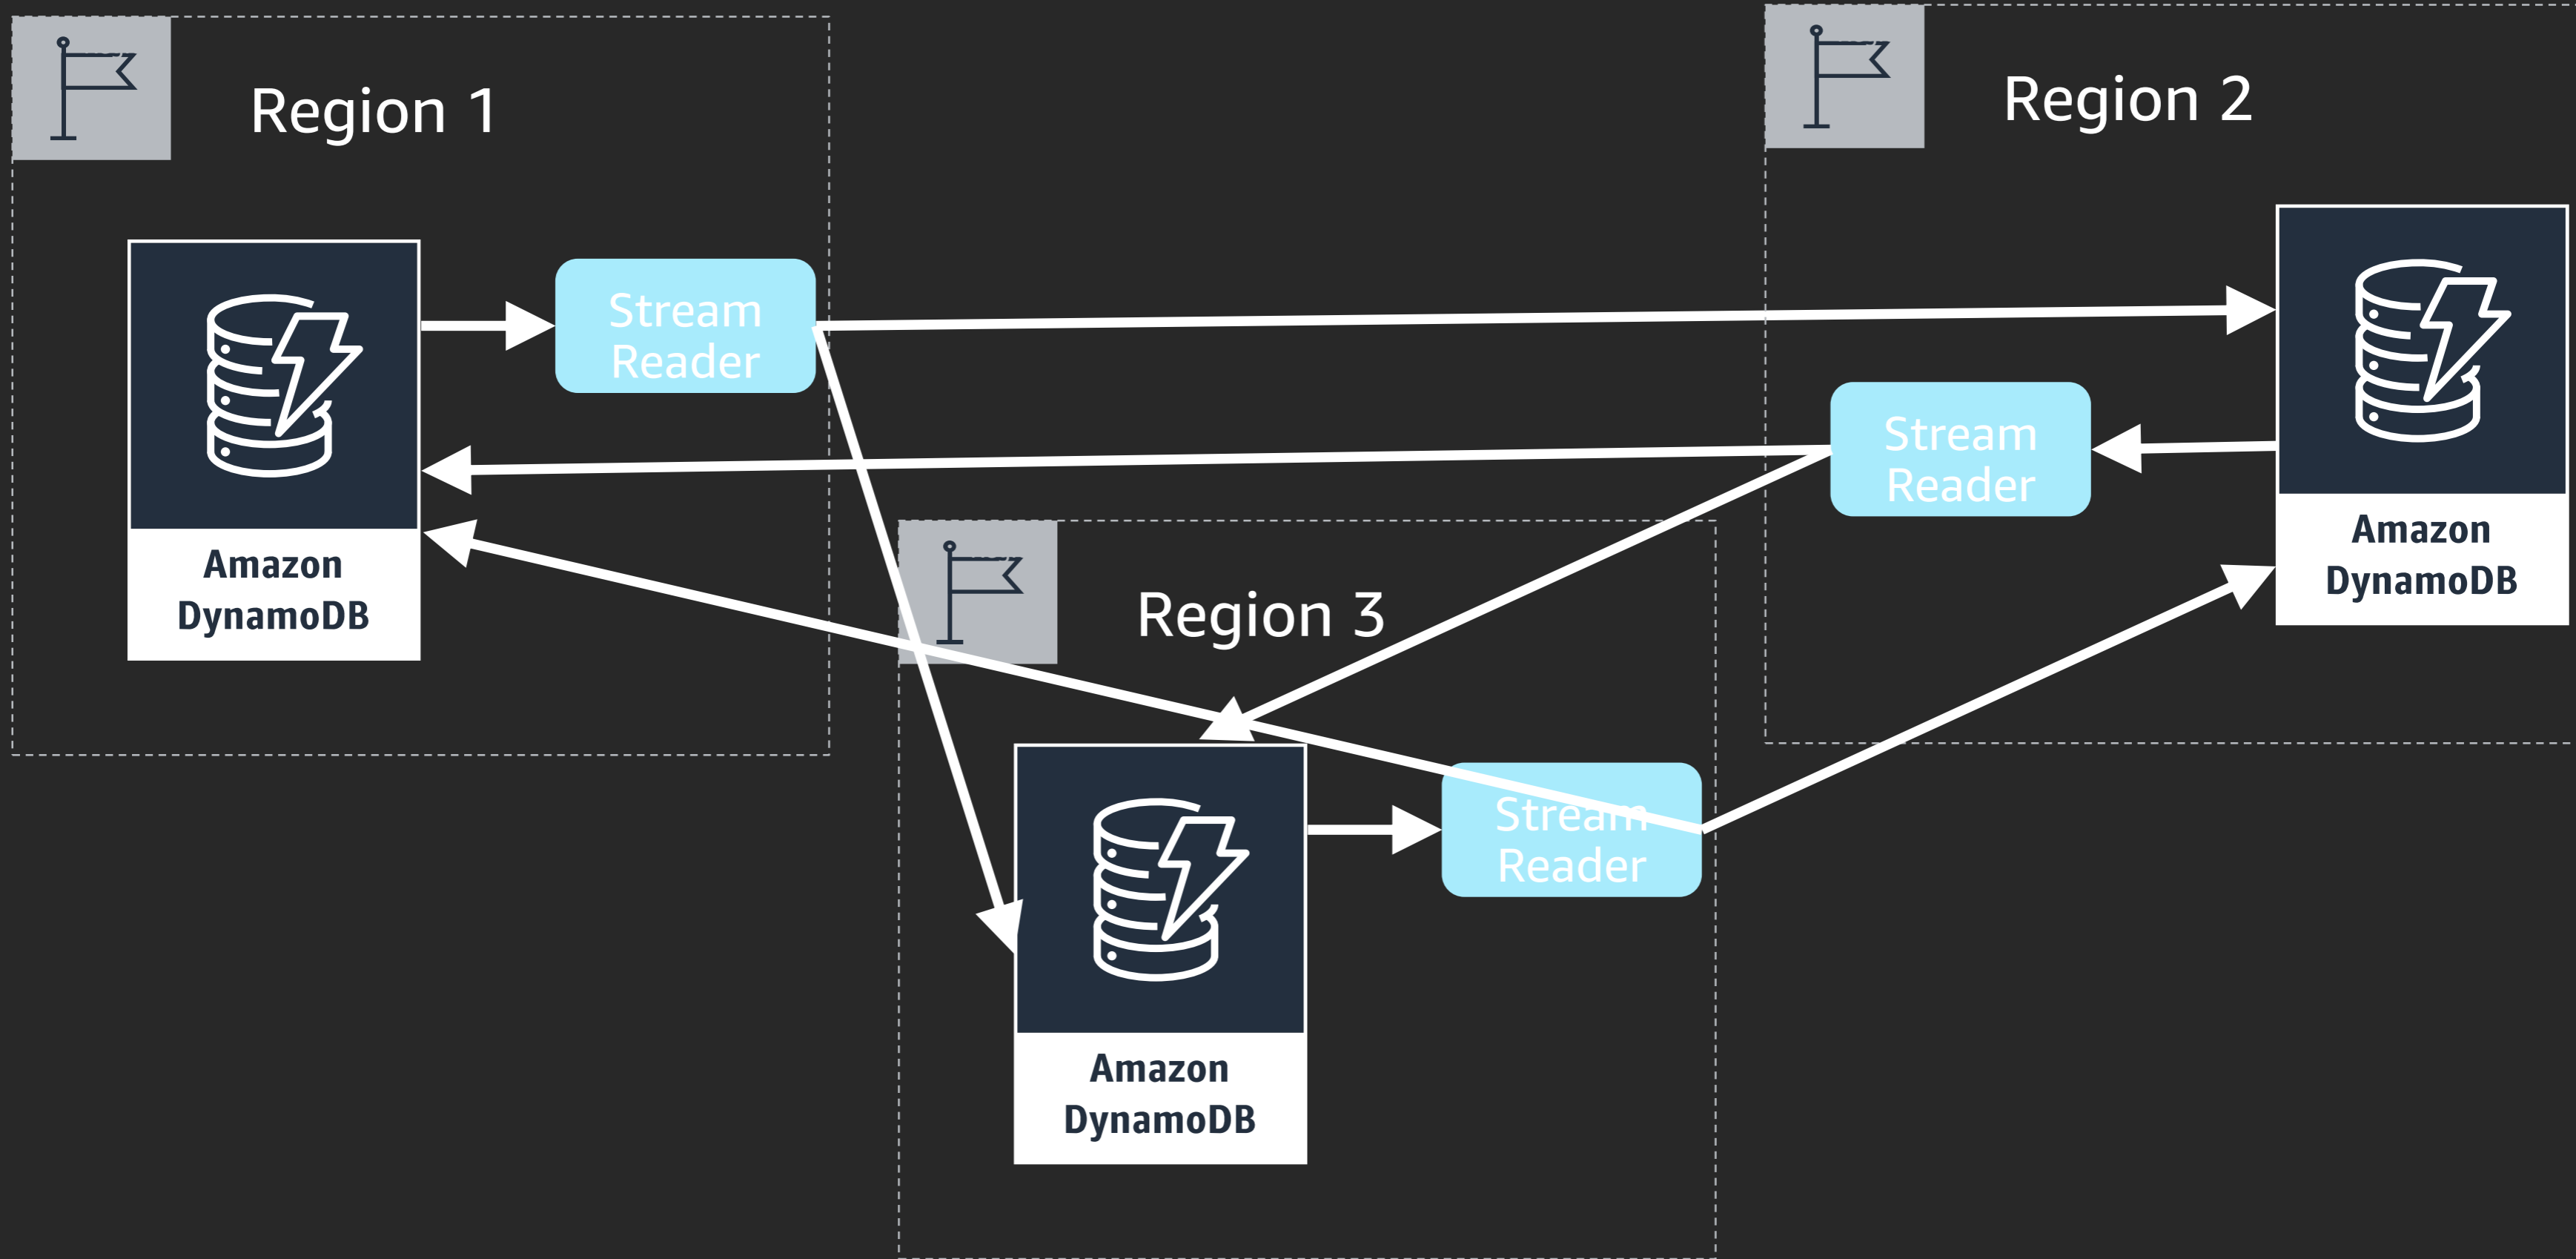 Region 1
Stream
Reader
Amazon
DynamoDB
Region 2
Stream
Reader
Amazon
DynamoDB
Region 3
Stream
Reader
Amazon
DynamoDB